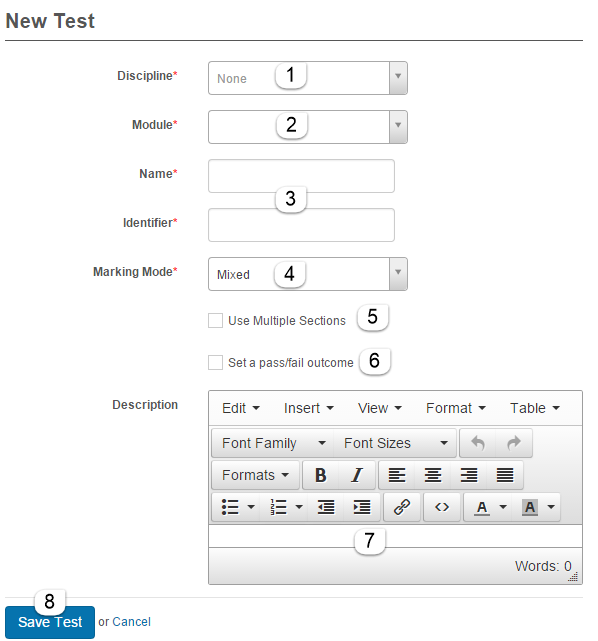 New Test
Discipline* None 1
Module* 2
Name*
3
Identifier*
Marking Mode* Mixed 4
Use Multiple Sections 5
Set a pass/fail outcome 6
Description Edit Insert View Format Table
Font Family Font Sizes
Formats B I
A A
7
Words: 0
8
Save Test or Cancel